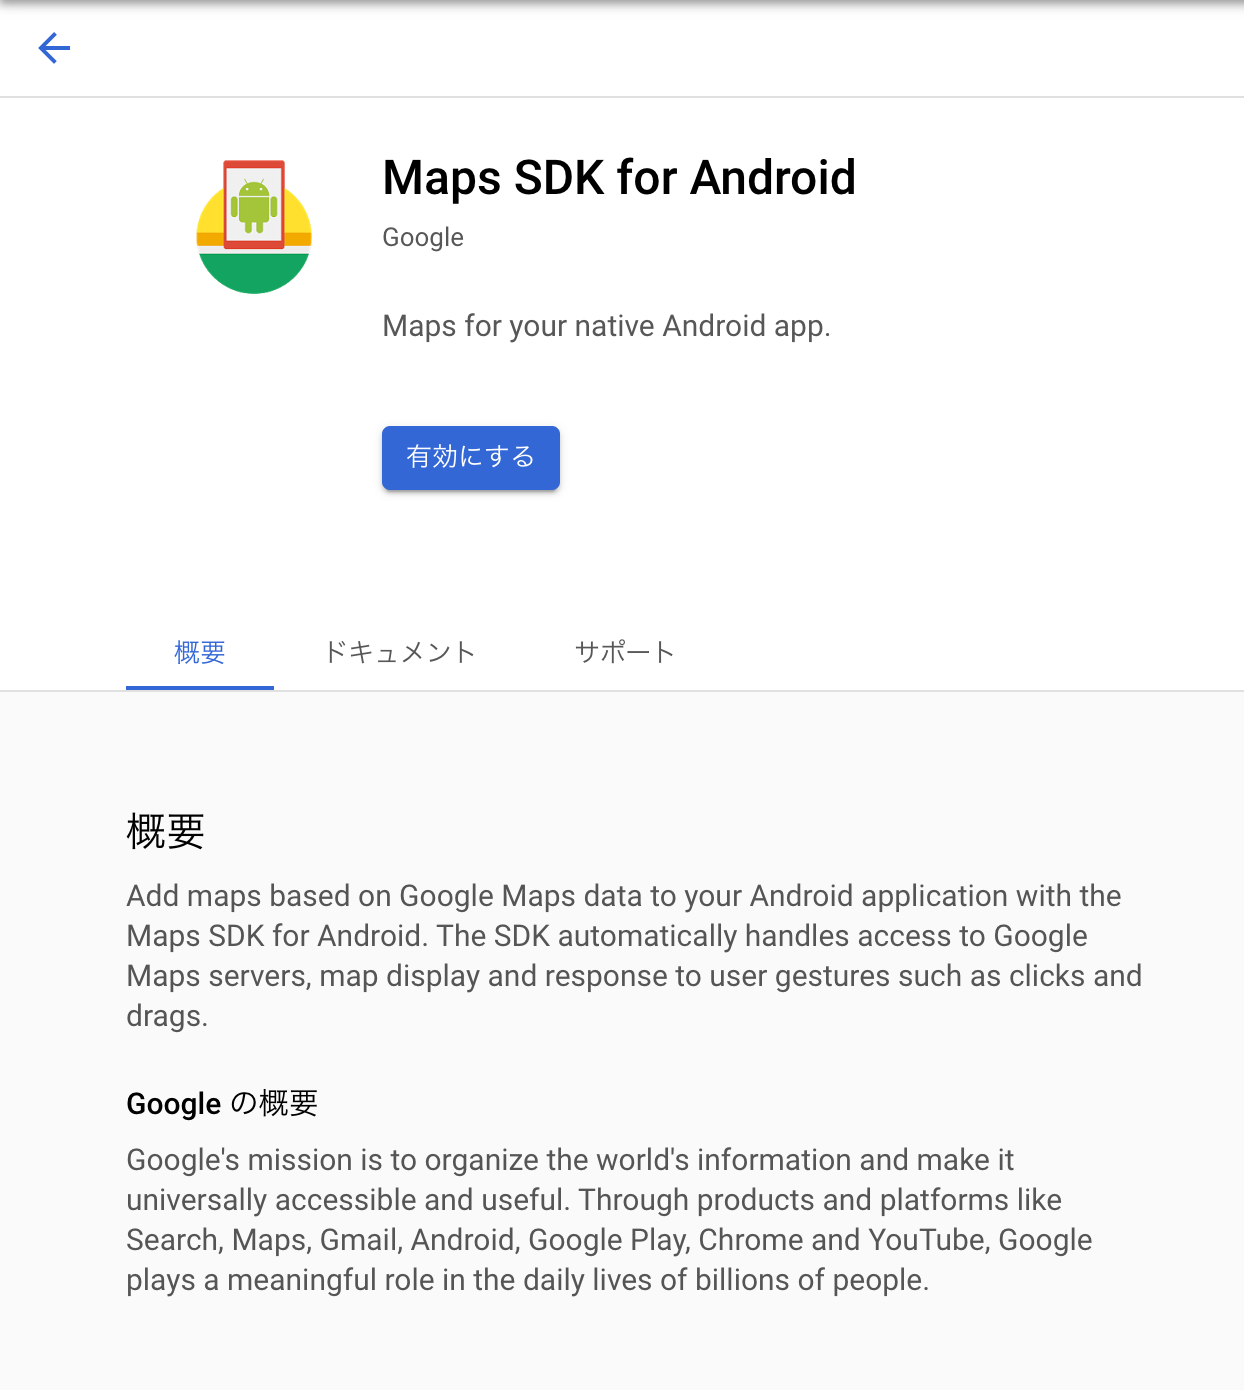 Maps SDK for Android
Google
Maps for your native Android app.
有効にする
概要
ドキュメント
サポート
概要
Add maps based on Google Maps data to your Android application with the
Maps SDK for Android. The SDK automatically handles access to Google
Maps servers, map display and response to user gestures such as clicks and
drags.
Google の概要
Google's mission is to organize the world's information and make it
universally accessible and useful. Through products and platforms like
Search, Maps, Gmail, Android, Google Play, Chrome and YouTube, Google
plays a meaningful role in the daily lives of billions of people.